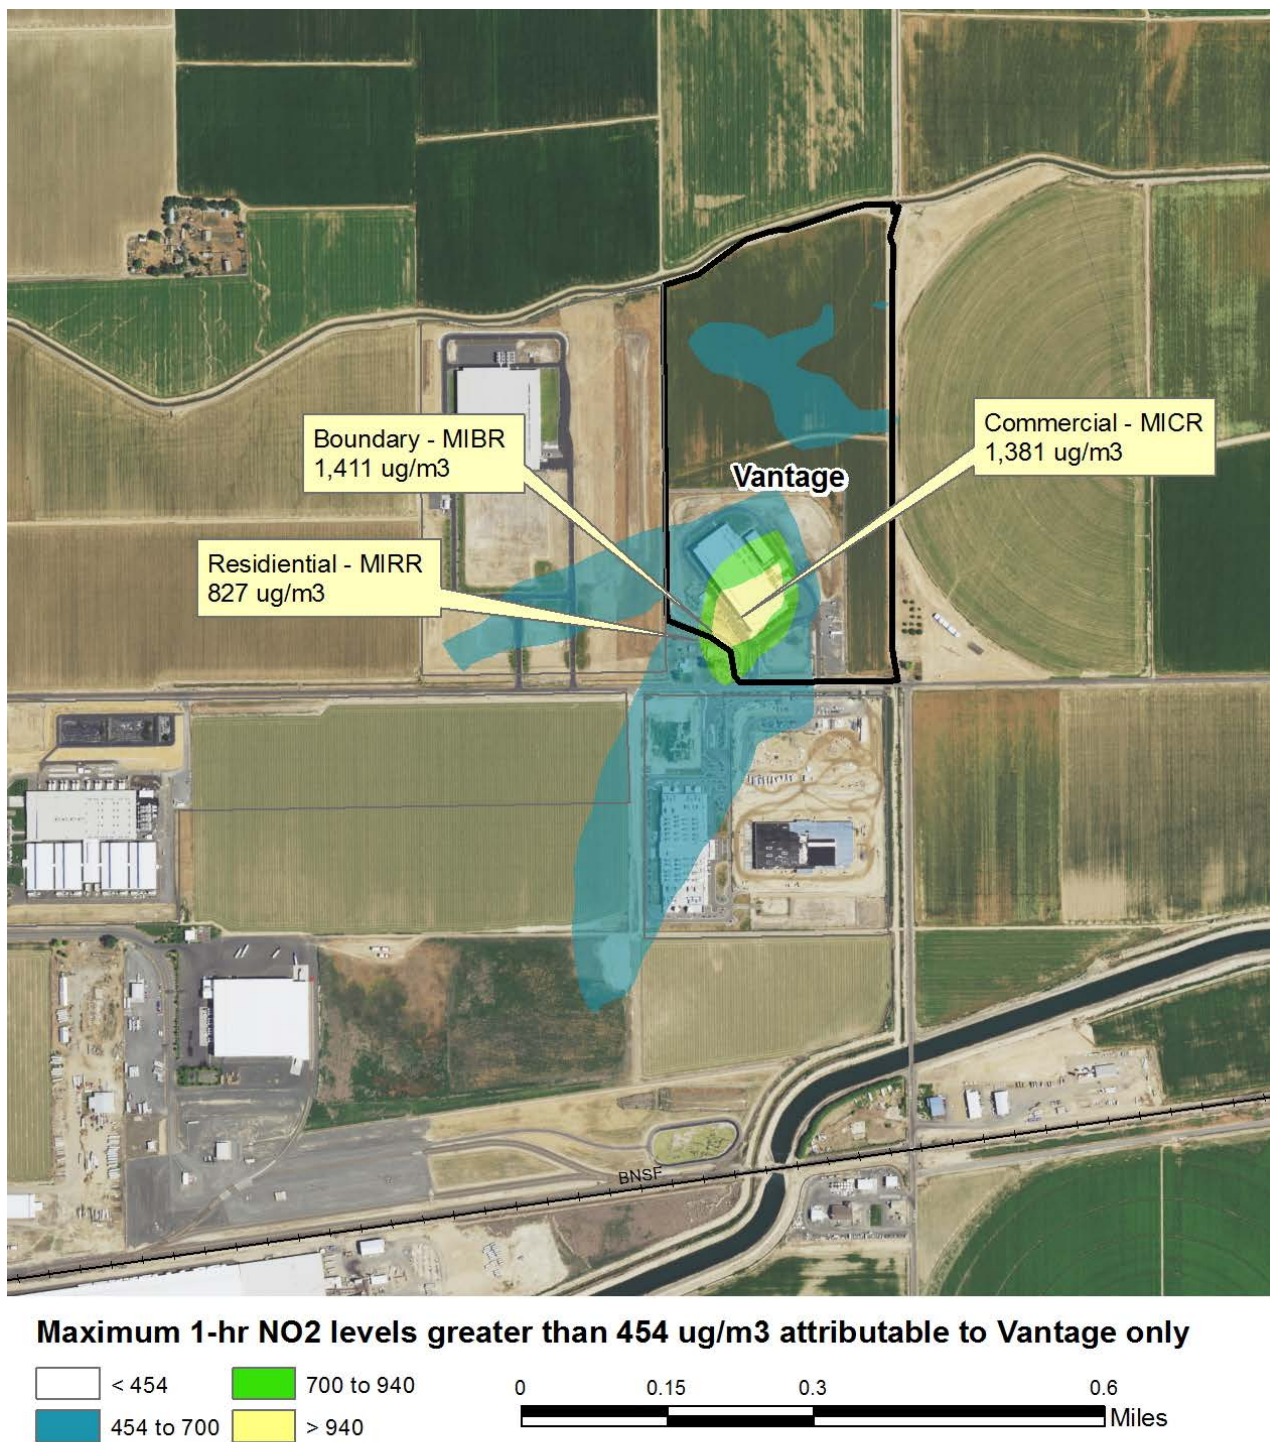 Boundary - MIBR
1,411 ug/m3
Commercial - MICR
1,381 ug/m3
Vantage
Residiential - MIRR
827 ug/m3
BNSF
Maximum 1-hr NO2 levels greater than 454 ug/m3 attributable to Vantage only
< 454
700 to 940
454 to 700
> 940
0 0.15 0.3 0.6
Miles